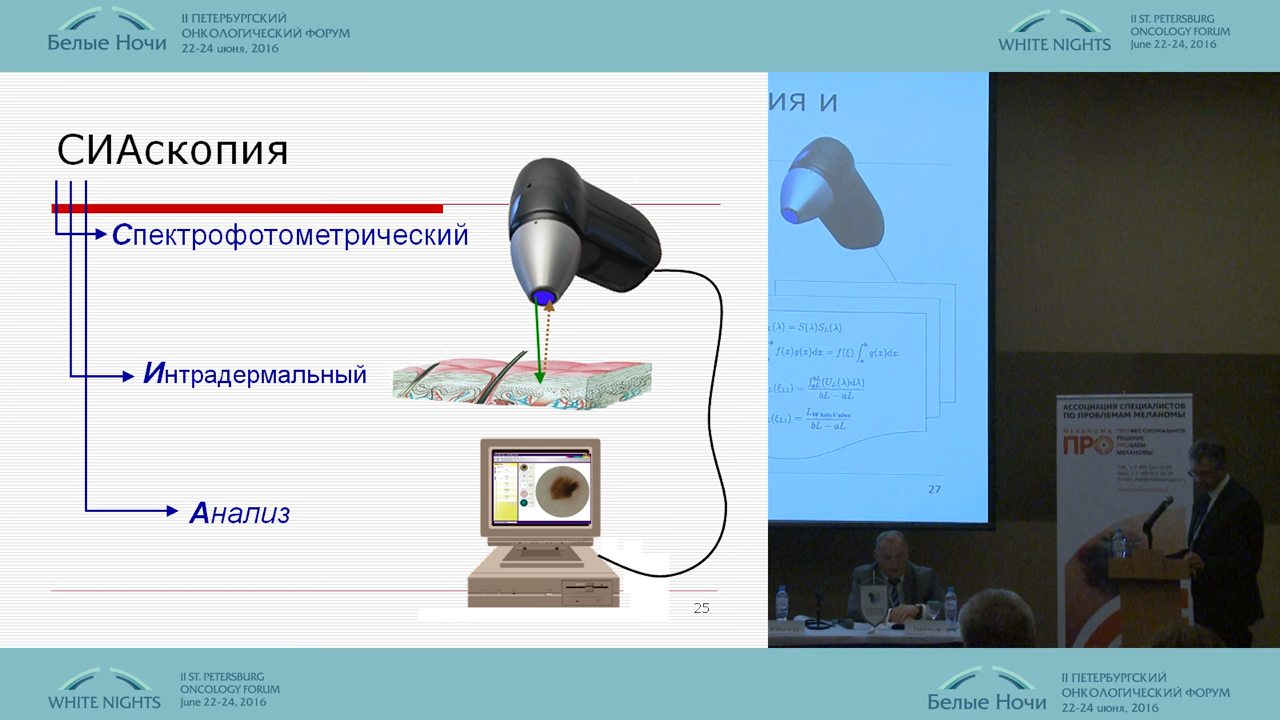 II ПЕТЕРБУРГСКИЙ
ОНКОЛОГИЧЕСКИЙ ФОРУМ
22-24 июня, 2016
Белые Ночи
WHITE NIGHTS
II ST. PETERSBURG
ONCOLOGY FORUM
June 22-24, 2016
СИАскопия
Спектрофотометрический
Интрадермальный
Анализ
25
ия и
27
АССОЦИАЦИЯ СПЕЦИАЛИСТОВ
ПО ПРОБЛЕМАМ МЕЛАНОМЫ
МЕЛАНОМА ПРОФЕССИОНАЛЬНОЕ
РЕШЕНИЕ
ПРОБЛЕМ
МЕЛАНОМЫ
ПРО
WHITE NIGHTS
II ST. PETERSBURG
ONCOLOGY FORUM
June 22-24, 2016
Белые Ночи
II ПЕТЕРБУРГСКИЙ
ОНКОЛОГИЧЕСКИЙ ФОРУМ
22-24 июня, 2016